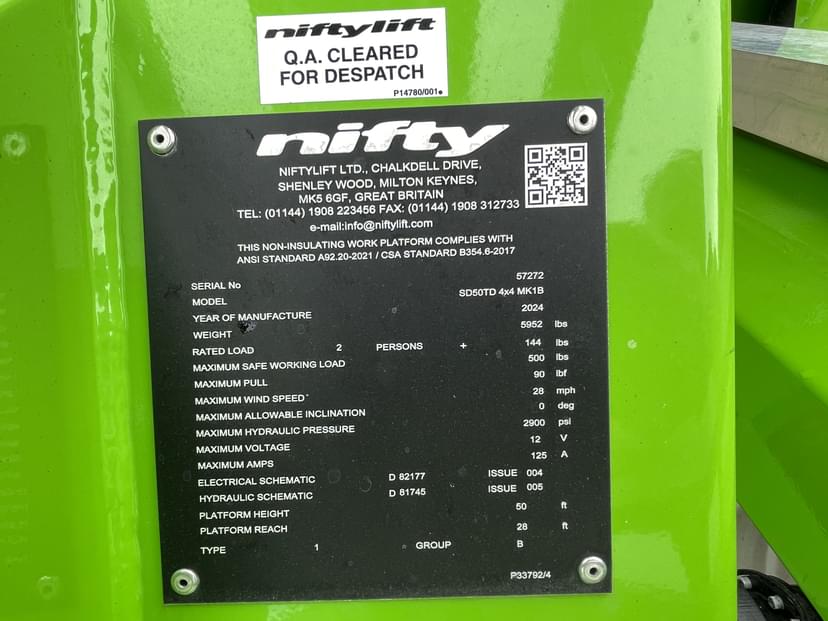 niftylift
Q.A. CLEARED
FOR DESPATCH
P14780/001
nifty
NIFTYLIFT LTD., CHALKDELL DRIVE,
SHENLEY WOOD, MILTON KEYNES,
MK5 6GF, GREAT BRITAIN
TEL: (01144) 1908 223456 FAX: (01144) 1908 312733
e-mail:info@niftylift.com
THIS NON-INSULATING WORK PLATFORM COMPLIES WITH
ANSI STANDARD A92.20-2021 / CSA STANDARD B354.6-2017
SERIAL No 57272
MODEL SD50TD 4x4 MK1B
YEAR OF MANUFACTURE 2024
WEIGHT 5952 lbs
RATED LOAD 2 PERSONS + 144 lbs
MAXIMUM SAFE WORKING LOAD 500 lbs
MAXIMUM PULL 90 lbf
MAXIMUM WIND SPEED 28 mph
MAXIMUM ALLOWABLE INCLINATION 0 deg
MAXIMUM HYDRAULIC PRESSURE 2900 psi
MAXIMUM VOLTAGE 12 V
MAXIMUM AMPS 125 A
ELECTRICAL SCHEMATIC D 82177 ISSUE 004
HYDRAULIC SCHEMATIC D 81745 ISSUE 005
PLATFORM HEIGHT 50 ft
PLATFORM REACH 28 ft
TYPE 1 GROUP B
P33792/4